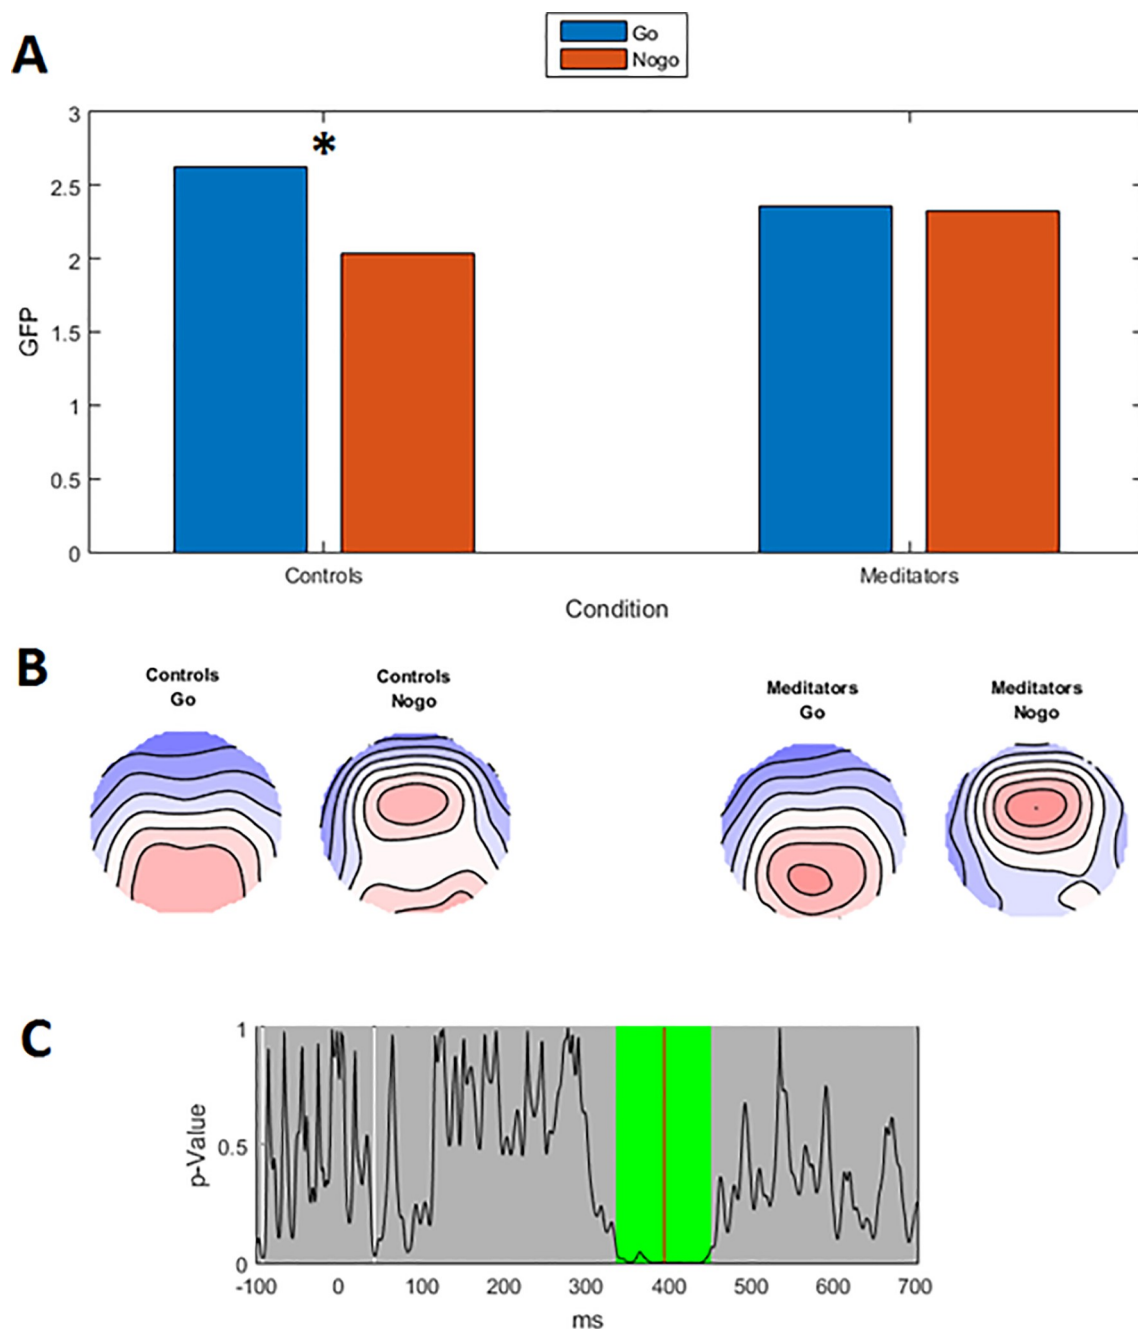 A
Go
Nogo
3
2.5
2
1.5
1
0.5
0
GFP
*
Controls
Meditators
Condition
B
Controls
Go
Controls
Nogo
Meditators
Go
Meditators
Nogo
C
1
0.5
0
p-Value
-100 0 100 200 300 400 500 600 700
ms